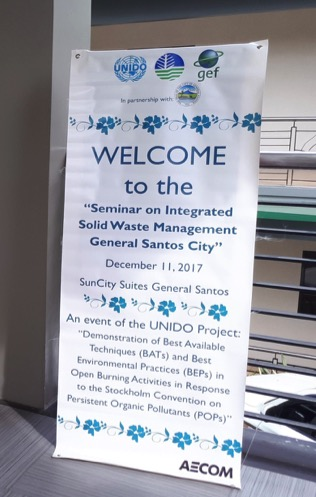 UNIDO
gef
In partnership with:
WELCOME
to the
"Seminar on Integrated
Solid Waste Management
General Santos City"
December 11, 2017
SunCity Suites General Santos
An event of the UNIDO Project:
"Demonstration of Best Available
Techniques (BATs) and Best
Environmental Practices (BEPs) in
Open Burning Activities in Response
to the Stockholm Convention on
Persistent Organic Pollutants (POPs)"
AECOM